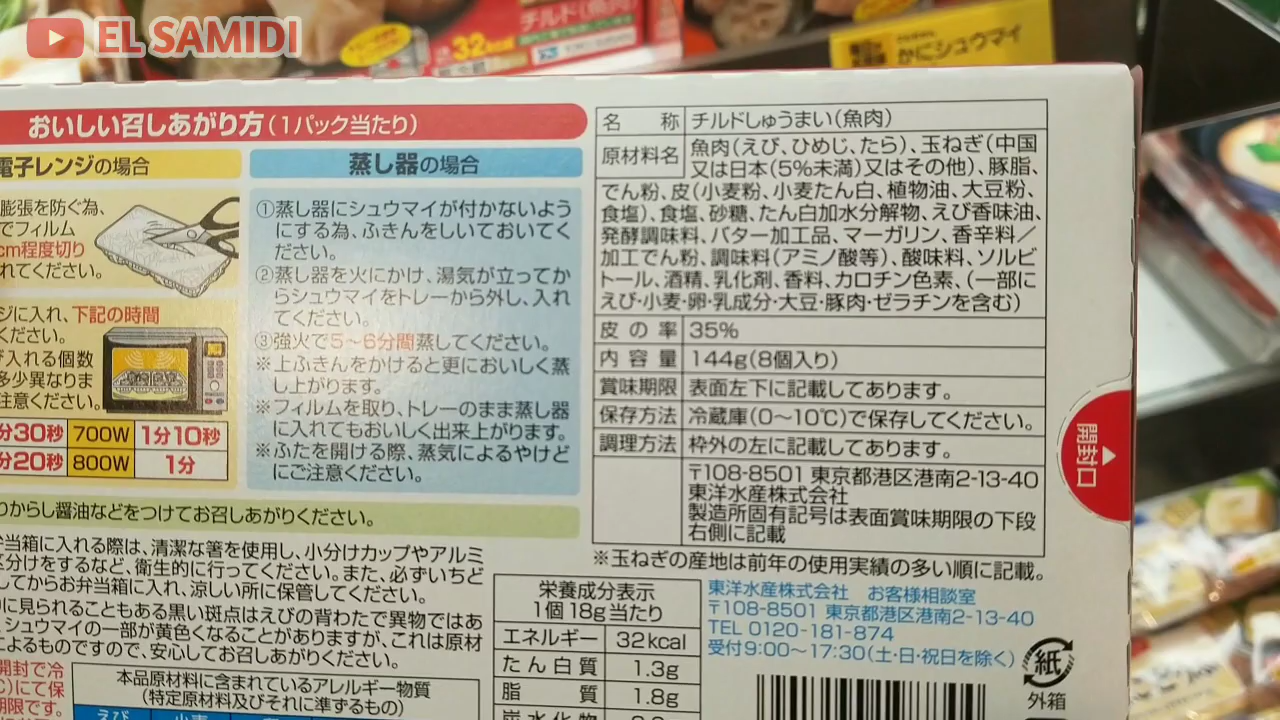 EL SAMIDI
チルド(魚肉)
32kcal
かにシュウマイ
おいしい召しあがり方(1パック当たり)
電子レンジの場合
膨張を防ぐ為、
でフィルム
cm程度切り
れてください。
ジに入れ、下記の時間
ください。
入れる個数
多少異なりま
注意ください。
分30秒 700W 1分10秒
分20秒 800W 1分
蒸し器の場合
①蒸し器にシュウマイが付かないよう
にする為、ふきんをしいておいてく
ださい。
②蒸し器を火にかけ、湯気が立ってか
らシュウマイをトレーから外し、入れ
てください。
③強火で5~6分間蒸してください。
※上ふきんをかけると更においしく蒸
し上がります。
※フィルムを取り、トレーのまま蒸し器
に入れてもおいしく出来上がります。
※ふたを開ける際、蒸気によるやけど
にご注意ください。
りからし醤油などをつけてお召しあがりください。
弁当箱に入れる際は、清潔な箸を使用し、小分けカップやアルミ
区分けをするなど、衛生的に行ってください。また、必ずいちど
してからお弁当箱に入れ、涼しい所に保管してください。
に見られることもある黒い斑点はえびの背わたで異物ではあ
シュウマイの一部が黄色くなることがありますが、これは原材
によるものですので、安心してお召しあがりください。
開封で冷
℃)にて保
期限です。
本品原材料に含まれているアレルギー物質
(特定原材料及びそれに準ずるもの)
えび 小麦
名称 チルドしゅうまい(魚肉)
原材料名 魚肉(えび、ひめじ、たら)、玉ねぎ(中国
又は日本(5%未満)又はその他)、豚脂、
でん粉、皮(小麦粉、小麦たん白、植物油、大豆粉、
食塩)、食塩、砂糖、たん白加水分解物、えび香味油、
発酵調味料、バター加工品、マーガリン、香辛料/
加工でん粉、調味料(アミノ酸等)、酸味料、ソルビ
トール、酒精、乳化剤、香料、カロチン色素、(一部に
えび・小麦・卵・乳成分・大豆・豚肉・ゼラチンを含む)
皮の率 35%
内容量 144g(8個入り)
賞味期限 表面左下に記載してあります。
保存方法 冷蔵庫(0~10℃)で保存してください。
調理方法 枠外の左に記載してあります。
〒108-8501 東京都港区港南2-13-40
東洋水産株式会社
製造所固有記号は表面賞味期限の下段
右側に記載
※玉ねぎの産地は前年の使用実績の多い順に記載。
開封口
栄養成分表示
1個18g当たり
エネルギー 32kcal
たん白質 1.3g
脂質 1.8g
炭水化物
東洋水産株式会社 お客様相談室
〒108-8501 東京都港区港南2-13-40
TEL 0120-181-874
受付9:00~17:30(土・日・祝日を除く)
紙
外箱